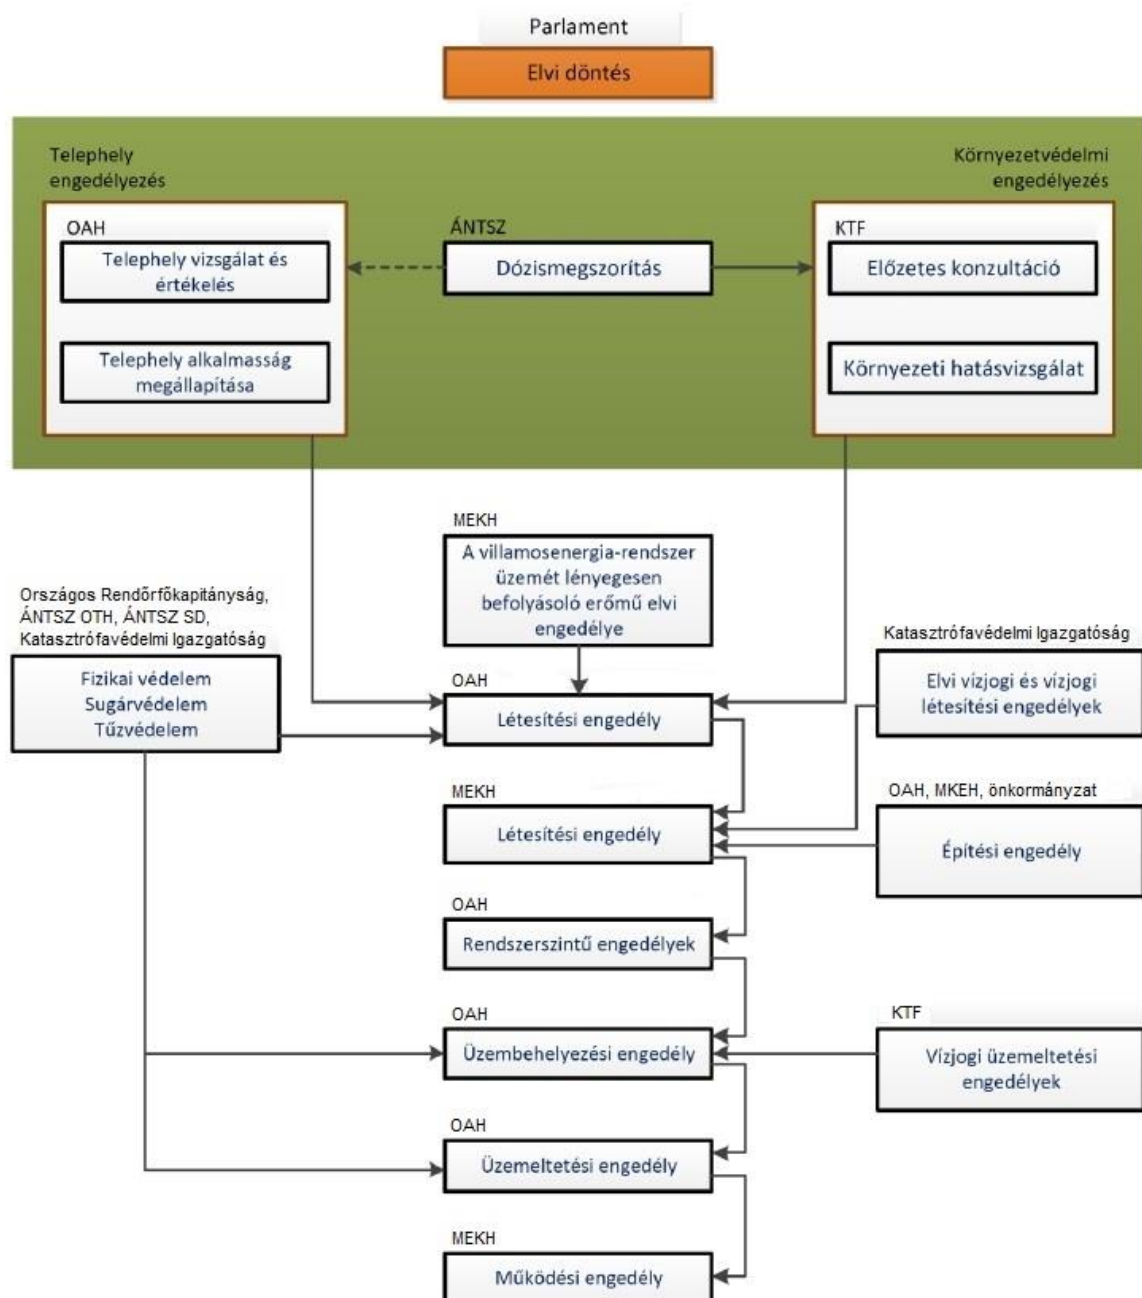 Parlament
Elvi döntés
Telephely
engedélyezés
Környezetvédelmi
engedélyezés
OAH
Telephely vizsgálat és
értékelés
Telephely alkalmasság
megállapítása
ÁNTSZ
Dózismegszorítás
KTF
Előzetes konzultáció
Környezeti hatásvizsgálat
MEKH
A villamosenergia-rendszer
üzemét lényegesen
befolyásoló erőmű elvi
engedélye
Országos Rendőrfőkapitányság,
ÁNTSZ OTH, ÁNTSZ SD,
Katasztrófavédelmi Igazgatóság
Fizikai védelem
Sugárvédelem
Tűzvédelem
OAH
Létesítési engedély
Katasztrófavédelmi Igazgatóság
Elvi vízjogi és vízjogi
létesítési engedélyek
MEKH
Létesítési engedély
OAH, MKEH, önkormányzat
Építési engedély
OAH
Rendszerszintű engedélyek
OAH
Üzembehelyezési engedély
KTF
Vízjogi üzemeltetési
engedélyek
OAH
Üzemeltetési engedély
MEKH
Működési engedély